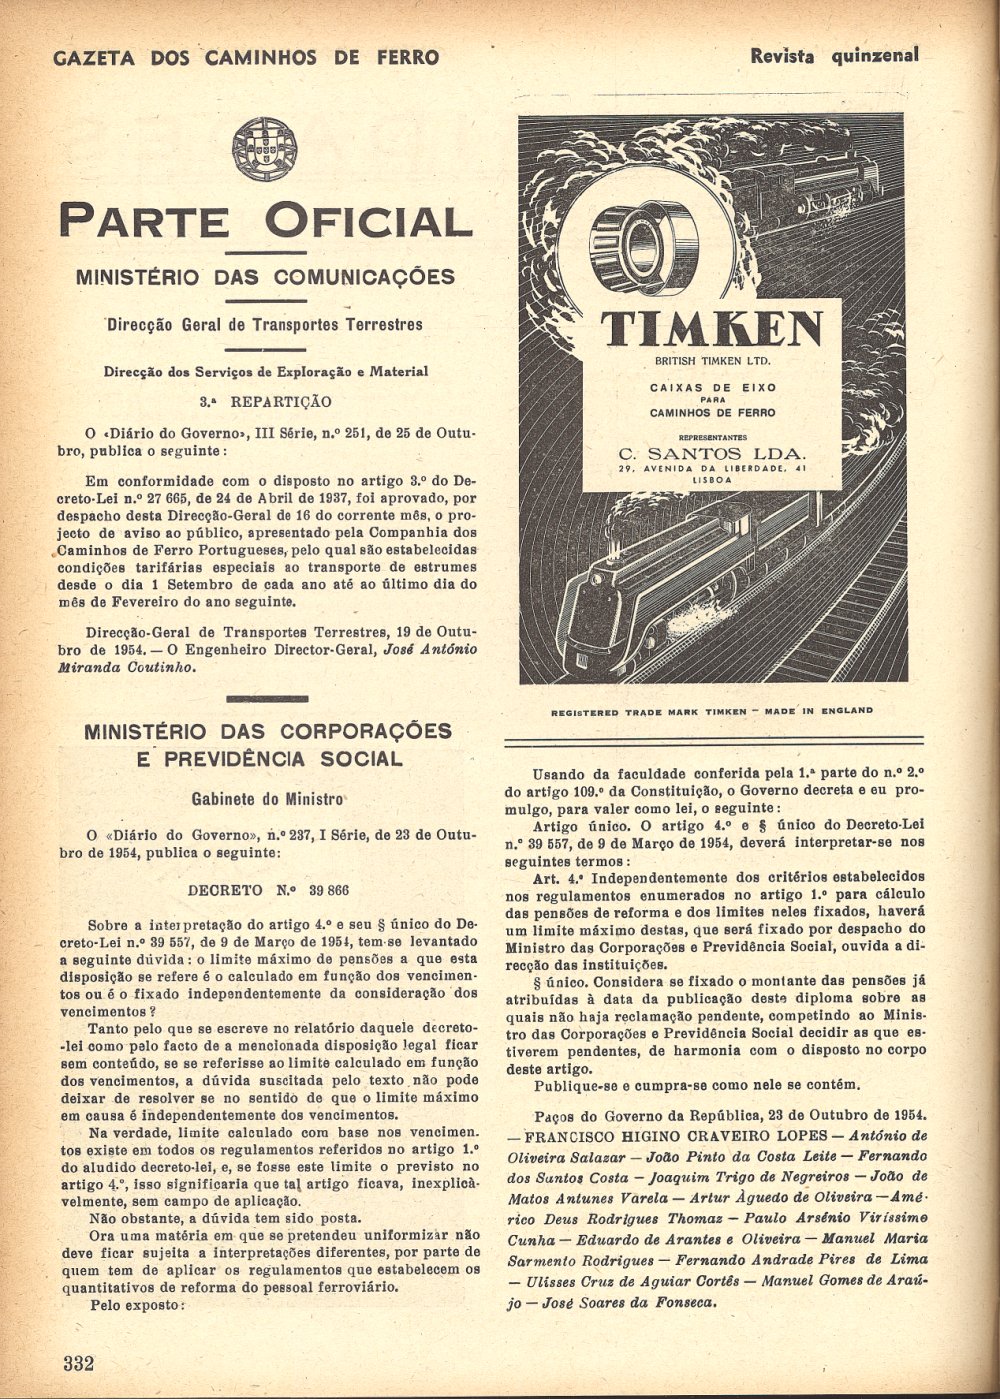 GAZETA DOS CAMINHOS DE FERRO
Revista quinzenal
PARTE OFICIAL
MINISTÉRIO DAS COMUNICAÇÕES
Direcção Geral de Transportes Terrestres
Direcção dos Serviços de Exploração e Material
3.ª REPARTIÇÃO
O «Diário do Governo», III Série, n.º 251, de 25 de Outu-
bro, publica o seguinte:
Em conformidade com o disposto no artigo 3.º do De-
creto-Lei n.º 27 665, de 24 de Abril de 1937, foi aprovado, por
despacho desta Direcção-Geral de 16 do corrente mês, o pro-
jecto de aviso ao público, apresentado pela Companhia dos
Caminhos de Ferro Portugueses, pelo qual são estabelecidas
condições tarifárias especiais ao transporte de estrumes
desde o dia 1 Setembro de cada ano até ao último dia do
mês de Fevereiro do ano seguinte.
Direcção-Geral de Transportes Terrestres, 19 de Outu-
bro de 1954. — O Engenheiro Director-Geral, José António
Miranda Coutinho.
MINISTÉRIO DAS CORPORAÇÕES
E PREVIDÊNCIA SOCIAL
Gabinete do Ministro
O «Diário do Governo», n.º 237, I Série, de 23 de Outu-
bro de 1954, publica o seguinte:
DECRETO N.º 39 866
Sobre a interpretação do artigo 4.º e seu § único do De-
creto-Lei n.º 39 557, de 9 de Março de 1954, tem-se levantado
a seguinte dúvida: o limite máximo de pensões a que esta
disposição se refere é o calculado em função dos vencimen-
tos ou é o fixado independentemente da consideração dos
vencimentos?
Tanto pelo que se escreve no relatório daquele decreto-
-lei como pelo facto de a mencionada disposição legal ficar
sem conteúdo, se se referisse ao limite calculado em função
dos vencimentos, a dúvida suscitada pelo texto não pode
deixar de resolver se no sentido de que o limite máximo
em causa é independentemente dos vencimentos.
Na verdade, limite calculado com base nos vencimen.
tos existe em todos os regulamentos referidos no artigo 1.º
do aludido decreto-lei, e, se fosse este limite o previsto no
artigo 4.º, isso significaria que tal artigo ficava, inexplicà-
velmente, sem campo de aplicação.
Não obstante, a dúvida tem sido posta.
Ora uma matéria em que se pretendeu uniformizar não
deve ficar sujeita a interpretações diferentes, por parte de
quem tem de aplicar os regulamentos que estabelecem os
quantitativos de reforma do pessoal ferroviário.
Pelo exposto:
332
TIMKEN
BRITISH TIMKEN LTD.
CAIXAS DE EIXO
PARA
CAMINHOS DE FERRO
REPRESENTANTES
C. SANTOS LDA.
29, AVENIDA DA LIBERDADE, 41
LISBOA
REGISTERED TRADE MARK TIMKEN — MADE IN ENGLAND
Usando da faculdade conferida pela 1.ª parte do n.º 2.º
do artigo 109.º da Constituição, o Governo decreta e eu pro-
mulgo, para valer como lei, o seguinte:
Artigo único. O artigo 4.º e § único do Decreto-Lei
n.º 39 557, de 9 de Março de 1954, deverá interpretar-se nos
seguintes termos:
Art. 4.º Independentemente dos critérios estabelecidos
nos regulamentos enumerados no artigo 1.º para cálculo
das pensões de reforma e dos limites neles fixados, haverá
um limite máximo destas, que será fixado por despacho do
Ministro das Corporações e Previdência Social, ouvida a di-
recção das instituições.
§ único. Considera se fixado o montante das pensões já
atribuídas à data da publicação deste diploma sobre as
quais não haja reclamação pendente, competindo ao Minis-
tro das Corporações e Previdência Social decidir as que es-
tiverem pendentes, de harmonia com o disposto no corpo
deste artigo.
Publique-se e cumpra-se como nele se contém.
Paços do Governo da República, 23 de Outubro de 1954.
— FRANCISCO HIGINO CRAVEIRO LOPES — António de
Oliveira Salazar — João Pinto da Costa Leite — Fernando
dos Santos Costa — Joaquim Trigo de Negreiros — João de
Matos Antunes Varela — Artur Águedo de Oliveira — Amé-
rico Deus Rodrigues Thomaz — Paulo Arsénio Viríssimo
Cunha — Eduardo de Arantes e Oliveira — Manuel Maria
Sarmento Rodrigues — Fernando Andrade Pires de Lima
— Ulisses Cruz de Aguiar Cortês — Manuel Gomes de Araú-
jo — José Soares da Fonseca.